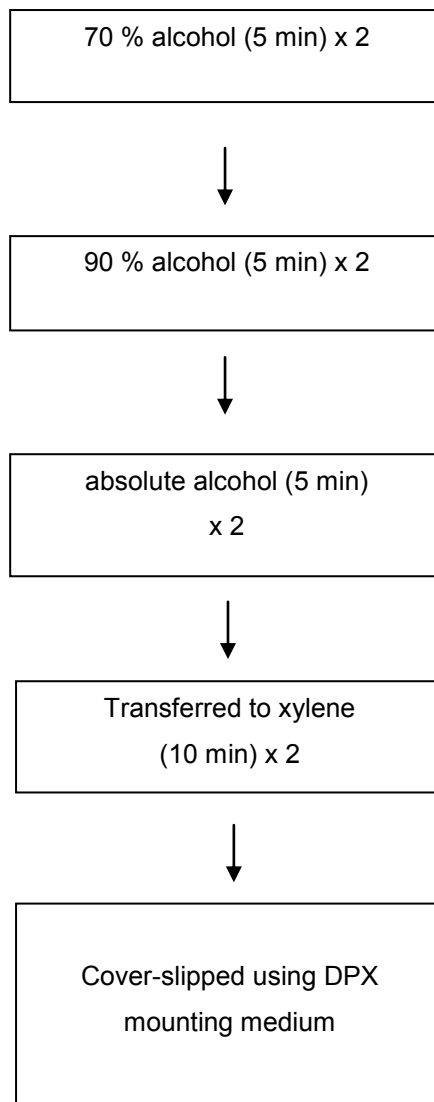 70 % alcohol (5 min) x 2
90 % alcohol (5 min) x 2
absolute alcohol (5 min)
x 2
Transferred to xylene
(10 min) x 2
Cover-slipped using DPX
mounting medium